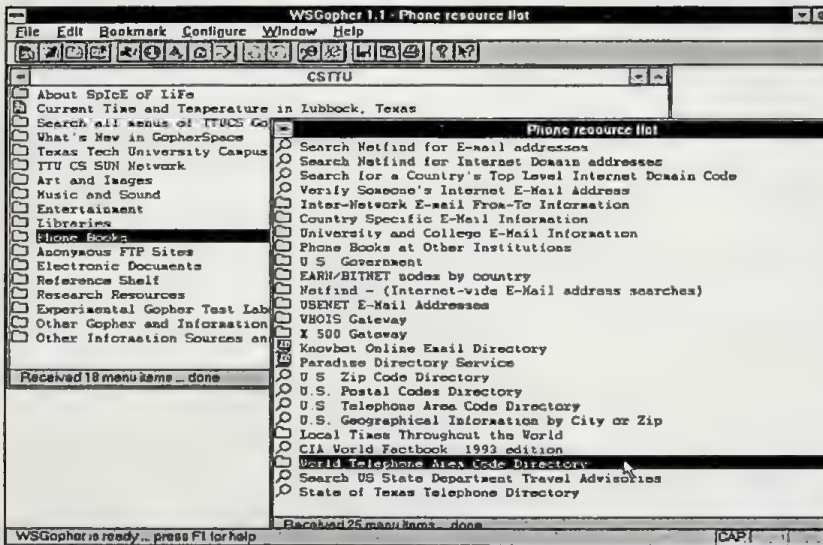 WSGopher 1.1 - Phone resource list
File Edit Bookmark Configure Window Help
CSTTU
About SpIcE oF LiFe
Current Time and Temperature in Lubbock, Texas
Search all menus of TTUCS Go
What's New in GopherSpace
Texas Tech University Campus
TTU CS SUN Network
Art and Images
Music and Sound
Entertainment
Libraries
Phone Books
Anonymous FTP Sites
Electronic Documents
Reference Shelf
Research Resources
Experimental Gopher Test Lab
Other Gopher and Information
Other Information Sources an
Received 18 menu items ... done
Phone resource list
Search Netfind for E-mail addresses
Search Netfind for Internet Domain addresses
Search for a Country's Top Level Internet Domain Code
Verify Someone's Internet E-Mail Address
Inter-Network E-mail From-To Information
Country Specific E-Mail Information
University and College E-Mail Information
Phone Books at Other Institutions
U S Government
EARN/BITNET nodes by country
Netfind - (Internet-wide E-Mail address searches)
USENET E-Mail Addresses
WHOIS Gateway
X 500 Gateway
Knowbot Online Email Directory
Paradise Directory Service
U S Zip Code Directory
U.S. Postal Codes Directory
U.S Telephone Area Code Directory
U.S. Geographical Information by City or Zip
Local Times Throughout the World
CIA World Factbook 1993 edition
World Telephone Area Code Directory
Search US State Department Travel Advisories
State of Texas Telephone Directory
Received 25 menu items... done
WSGopher is ready... press F1 for help
CAP